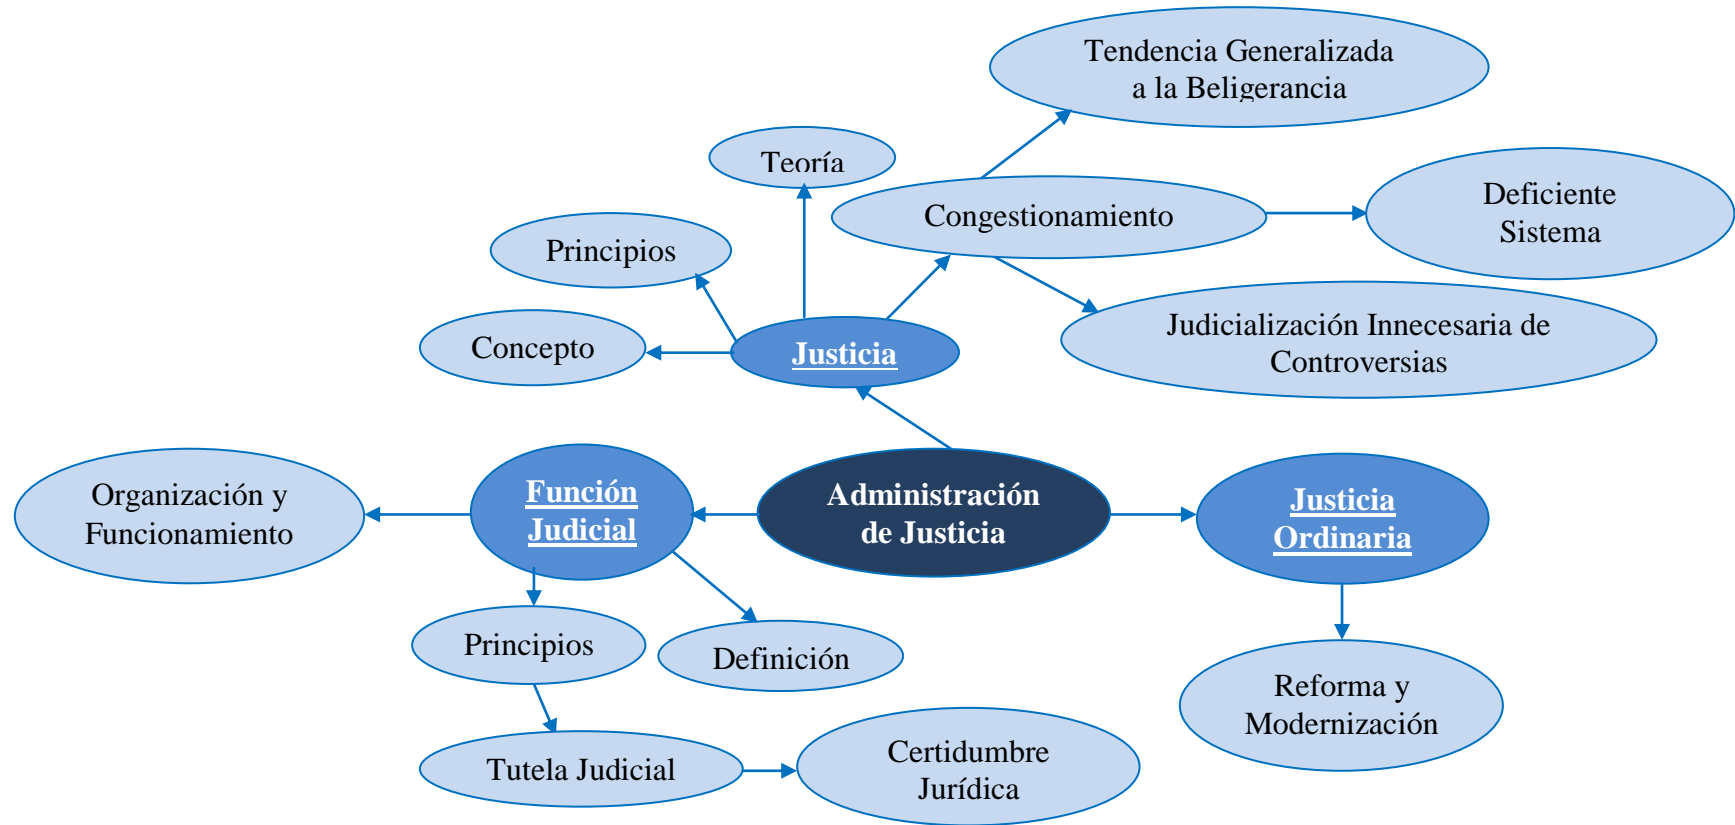 Tendencia Generalizada
a la Beligerancia
Teoría
Congestionamiento
Deficiente
Sistema
Principios
Judicialización Innecesaria de
Controversias
Concepto
Justicia
Organización y
Funcionamiento
Función
Judicial
Administración
de Justicia
Justicia
Ordinaria
Principios
Definición
Reforma y
Modernización
Tutela Judicial
Certidumbre
Jurídica